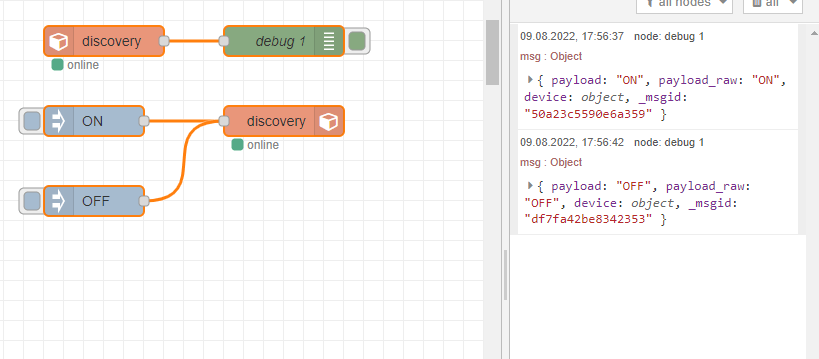 discovery
debug 1
online
ON
discovery
online
OFF
all nodes
all
09.08.2022, 17:56:37 node: debug 1
msg : Object
{ payload: "ON", payload_raw: "ON",
device: object, _msgid:
"50a23c5590e6a359" }
09.08.2022, 17:56:42 node: debug 1
msg : Object
{ payload: "OFF", payload_raw:
"OFF", device: object, _msgid:
"df7fa42be8342353" }